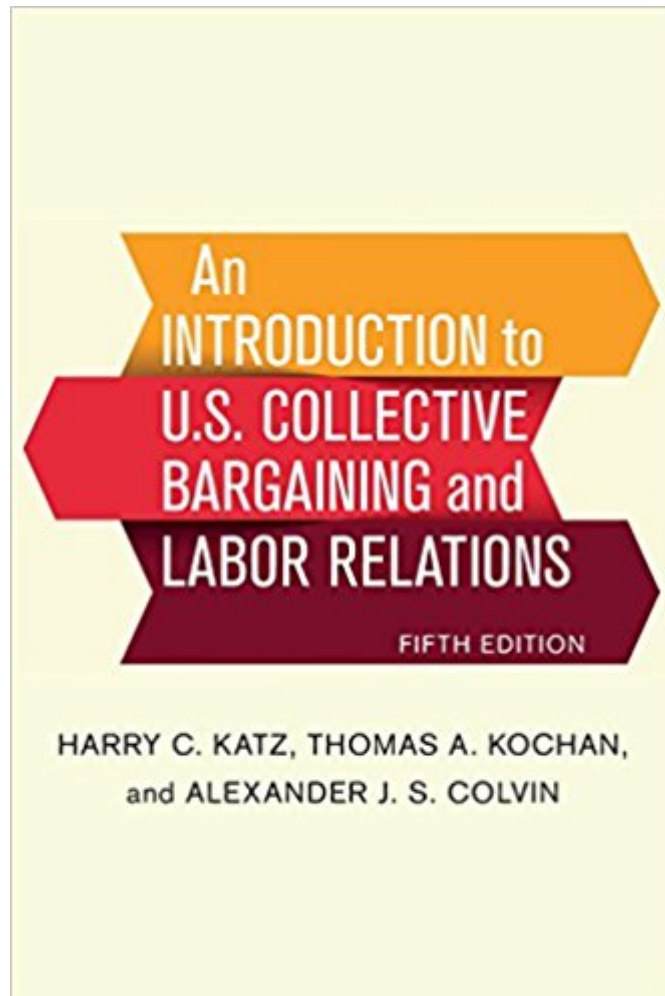 An
INTRODUCTION to
U.S. COLLECTIVE
BARGAINING and
LABOR RELATIONS
FIFTH EDITION
HARRY C. KATZ, THOMAS A. KOCHAN,
and ALEXANDER J. S. COLVIN